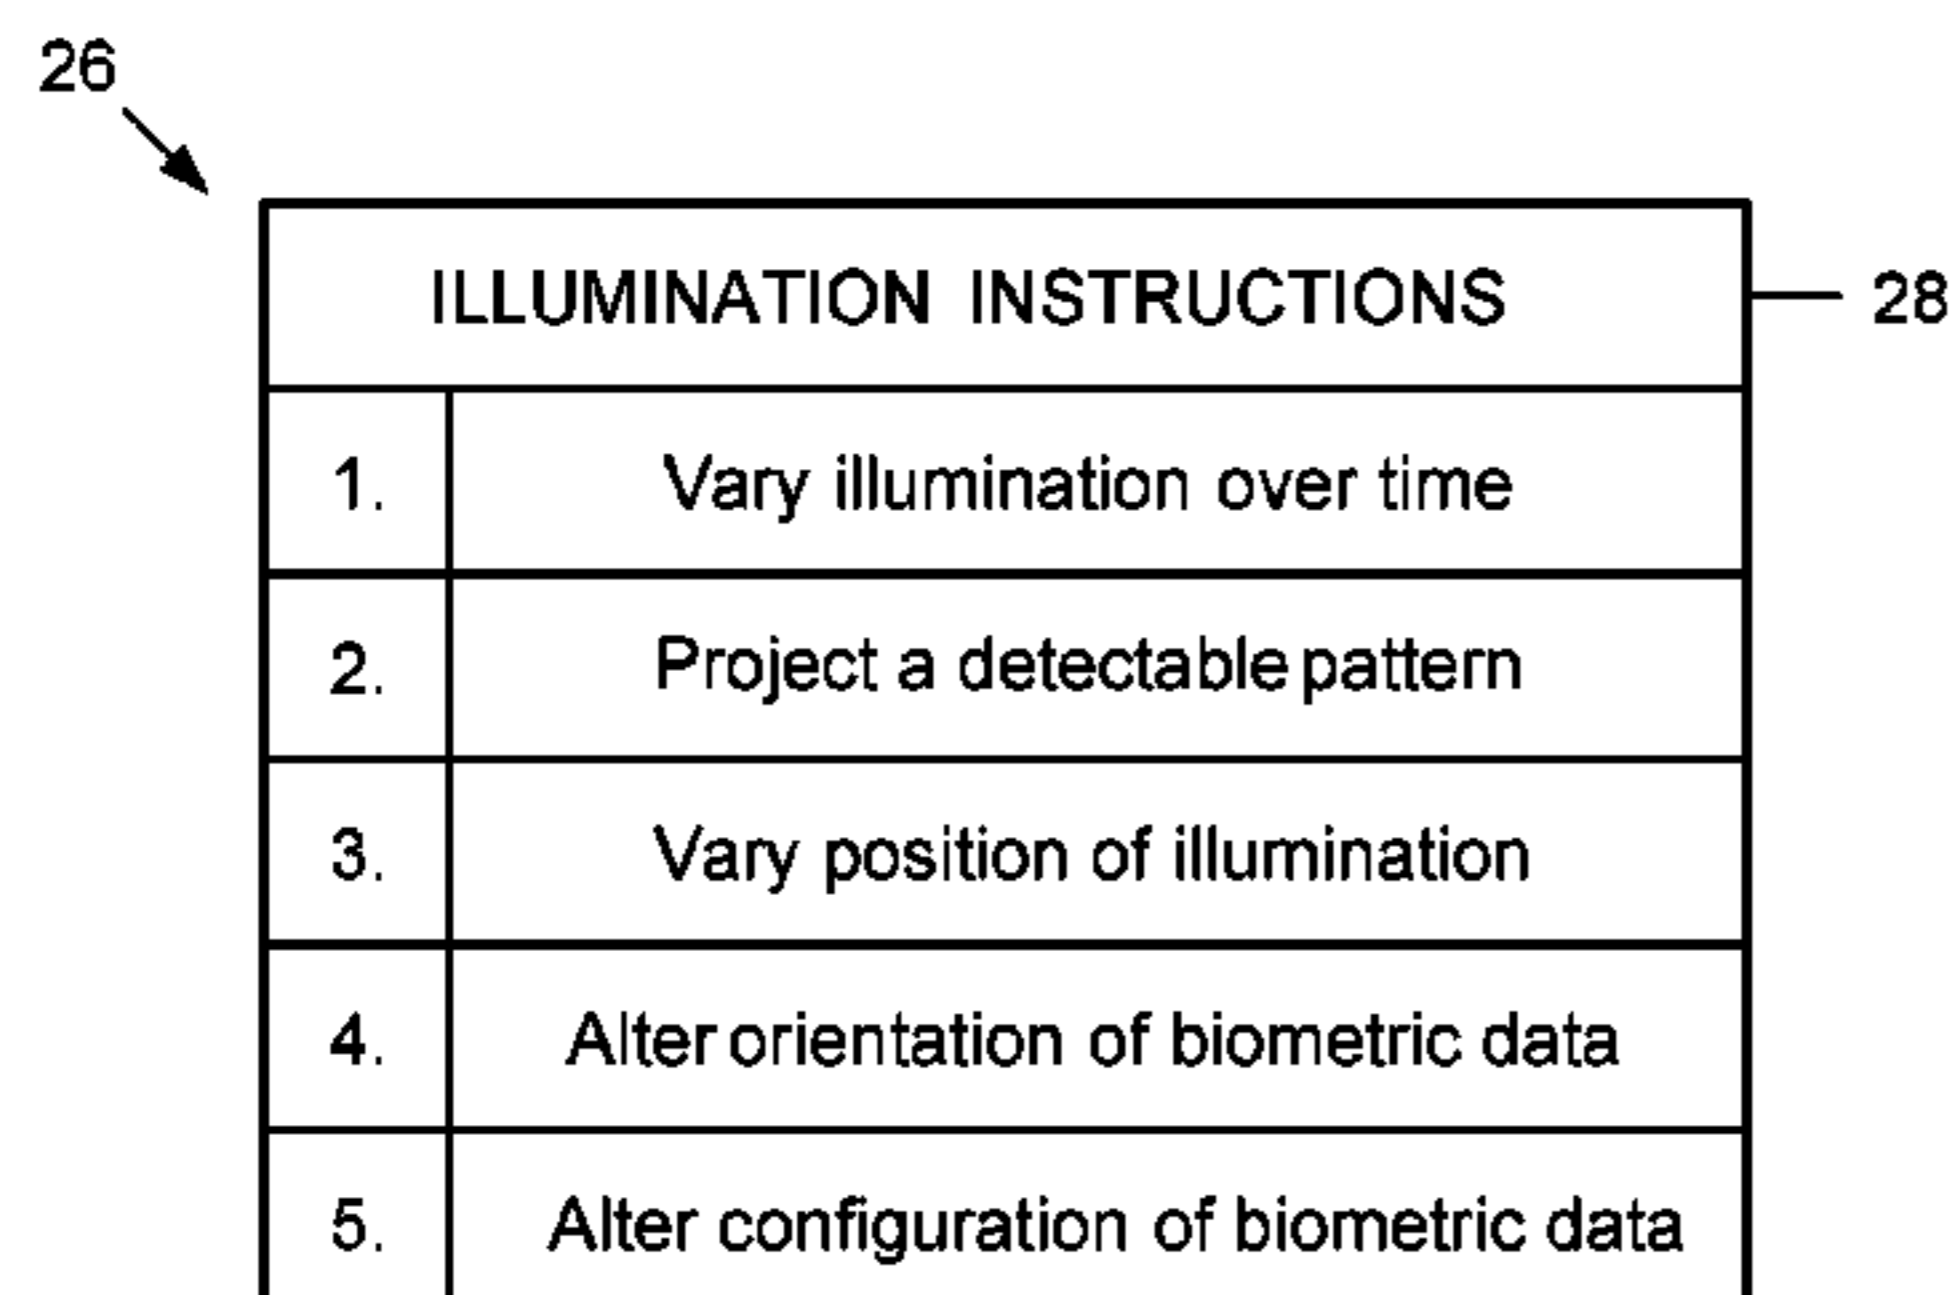 26
ILLUMINATION INSTRUCTIONS 28
1. Vary illumination over time
2. Project a detectable pattern
3. Vary position of illumination
4. Alter orientation of biometric data
5. Alter configuration of biometric data